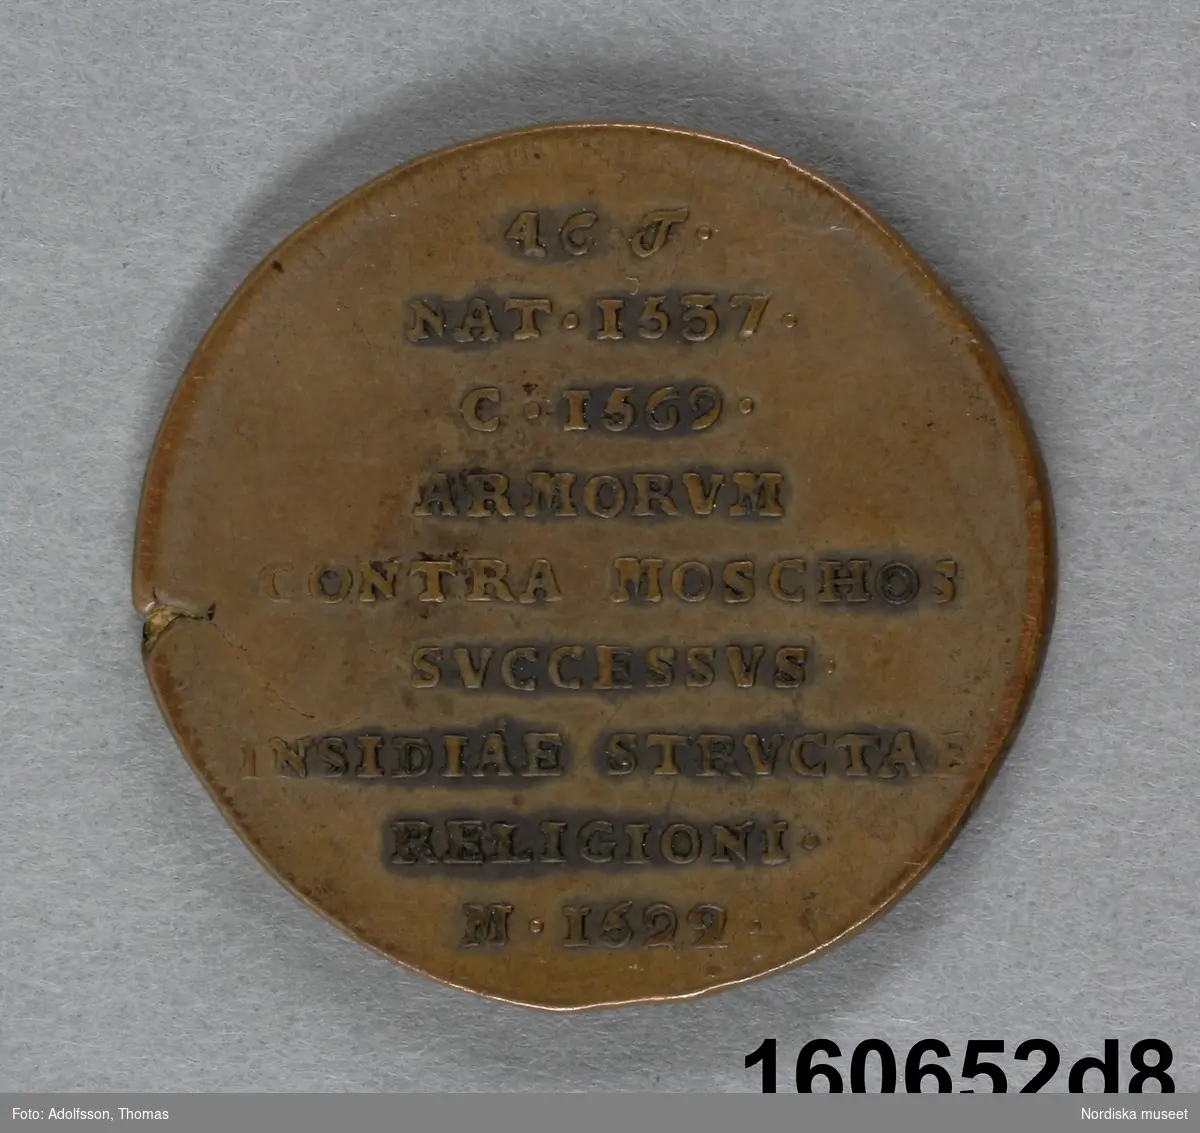 46 T·
NAT·1537·
C·1569·
ARMORVM
CONTRA MOSCHOS
SVCCESSVS·
INSIDIAE STRVCTAE
RELIGIONI·
M·1592·
160652d8
Foto: Adolfsson, Thomas
Nordiska museet